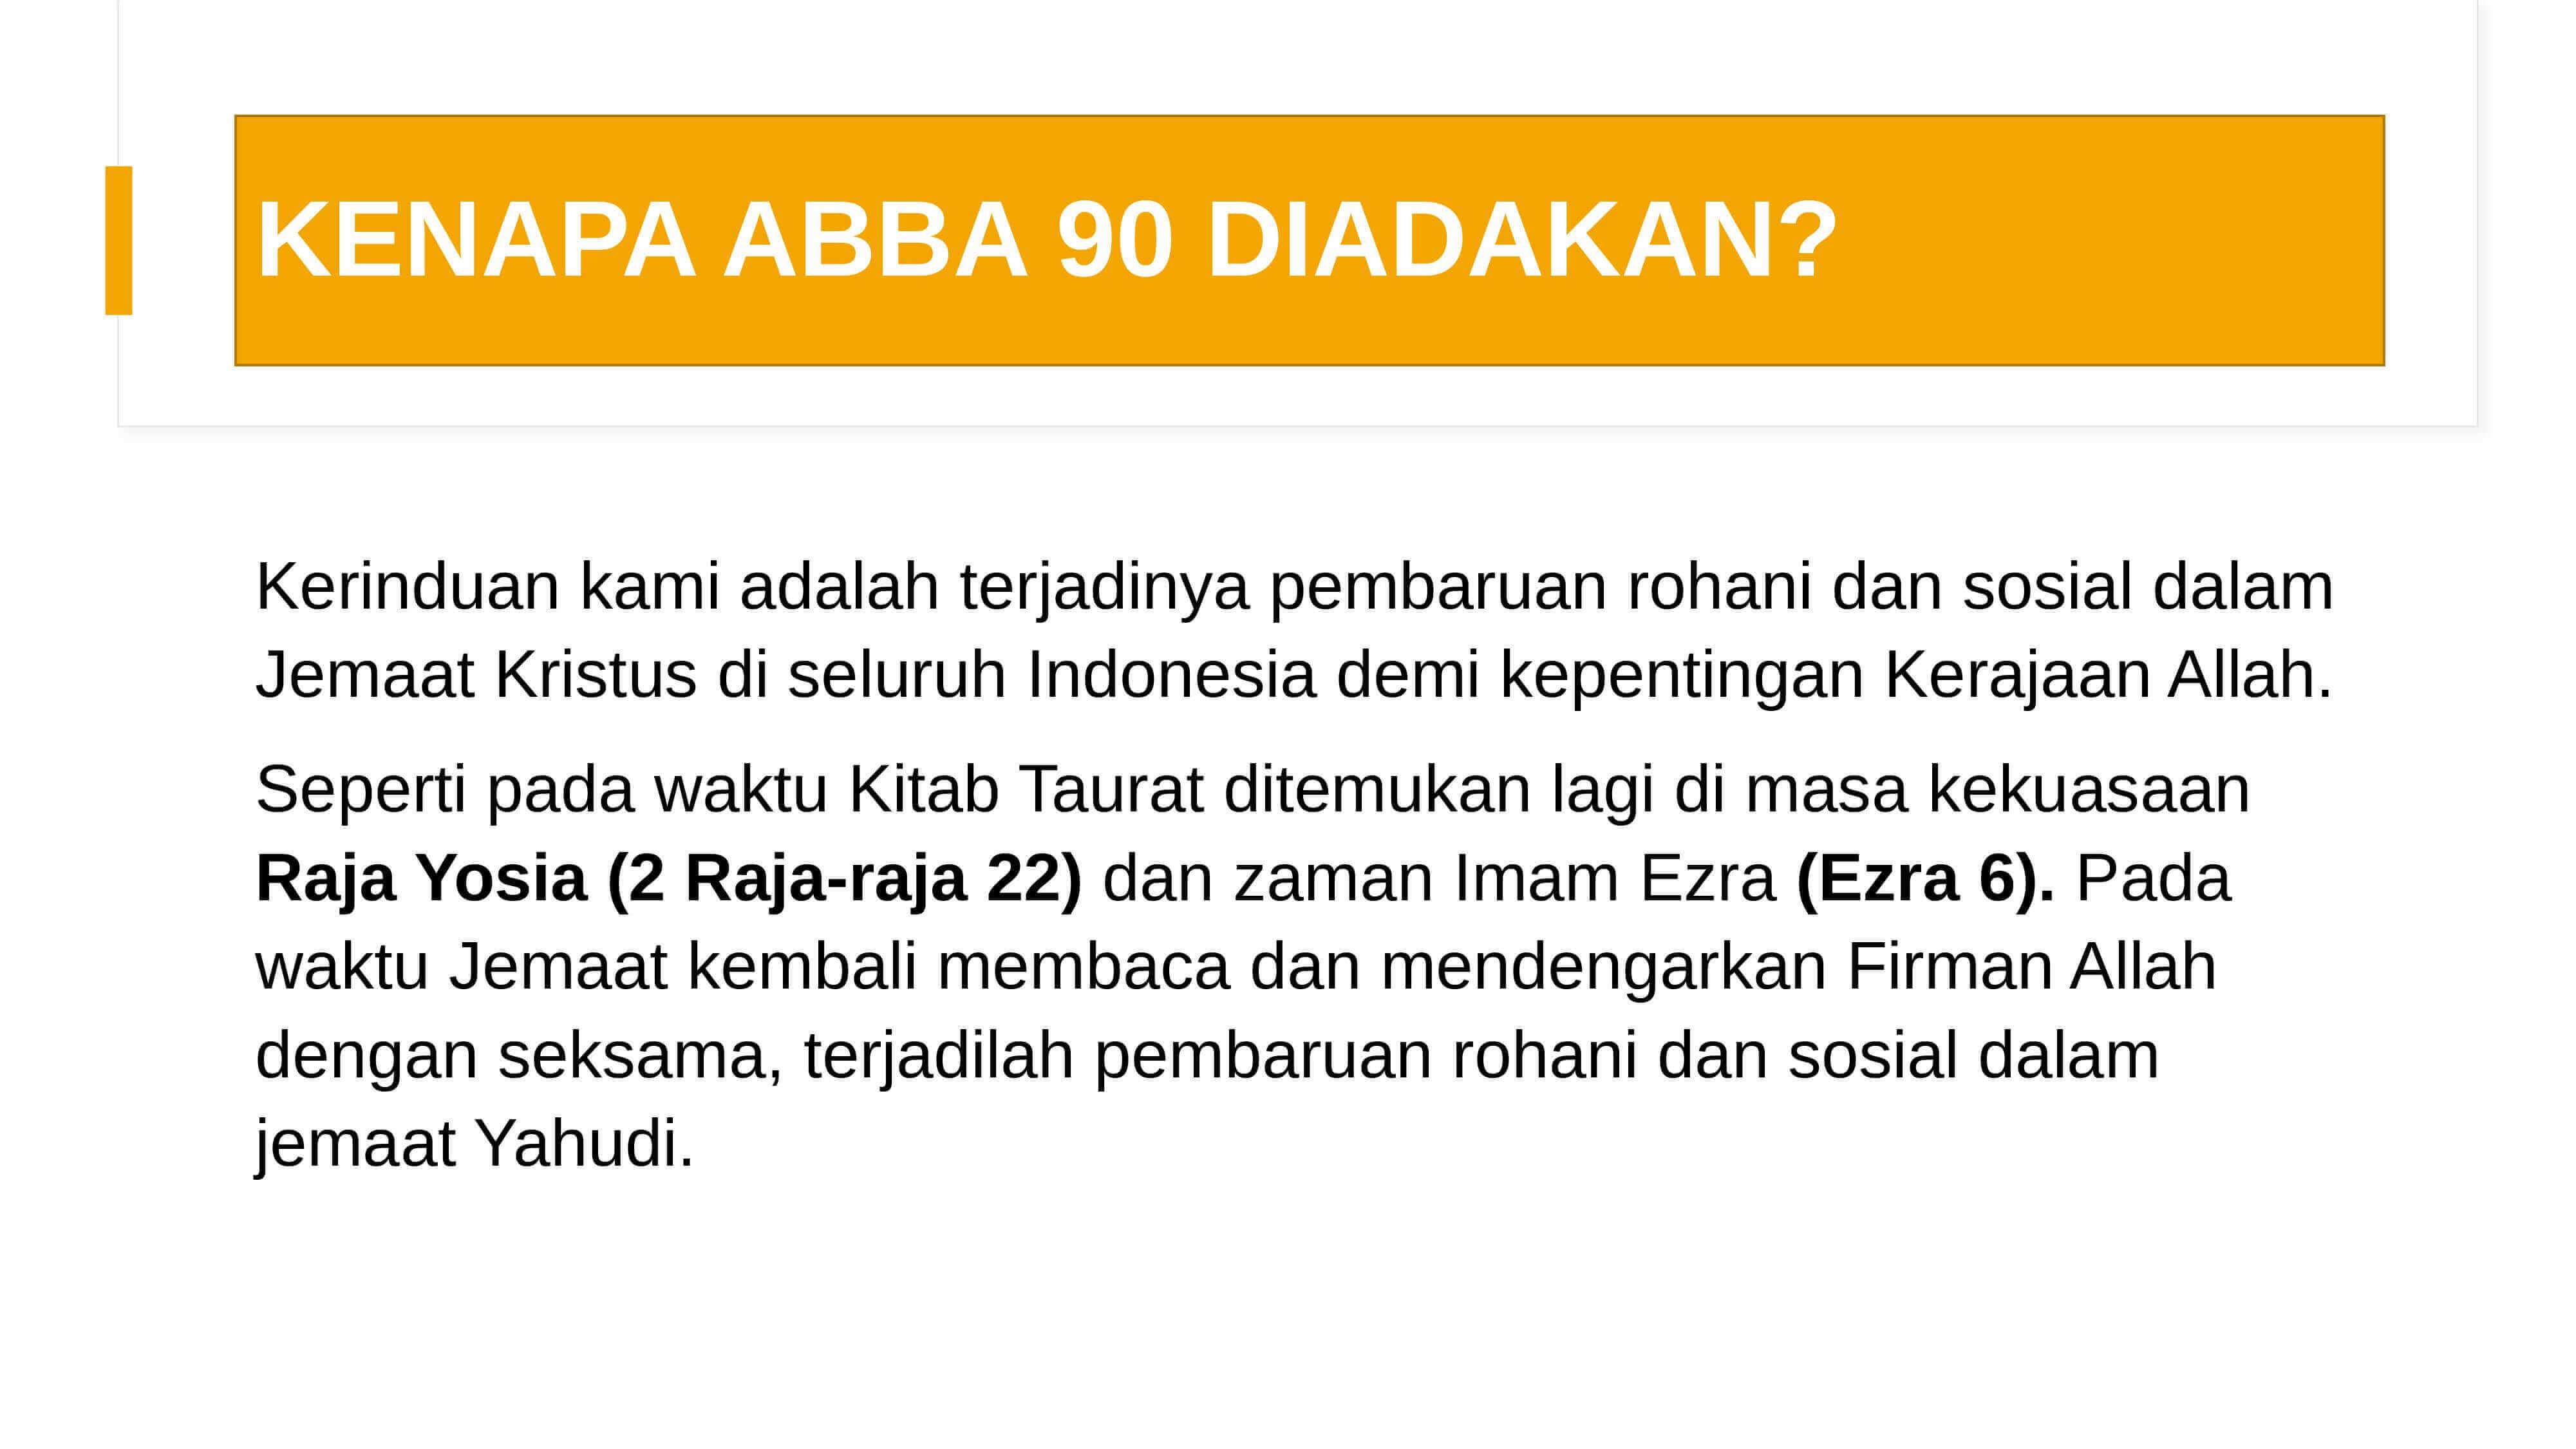 KENAPA ABBA 90 DIADAKAN?
Kerinduan kami adalah terjadinya pembaruan rohani dan sosial dalam
Jemaat Kristus di seluruh Indonesia demi kepentingan Kerajaan Allah.
Seperti pada waktu Kitab Taurat ditemukan lagi di masa kekuasaan
Raja Yosia (2 Raja-raja 22) dan zaman Imam Ezra (Ezra 6). Pada
waktu Jemaat kembali membaca dan mendengarkan Firman Allah
dengan seksama, terjadilah pembaruan rohani dan sosial dalam
jemaat Yahudi.